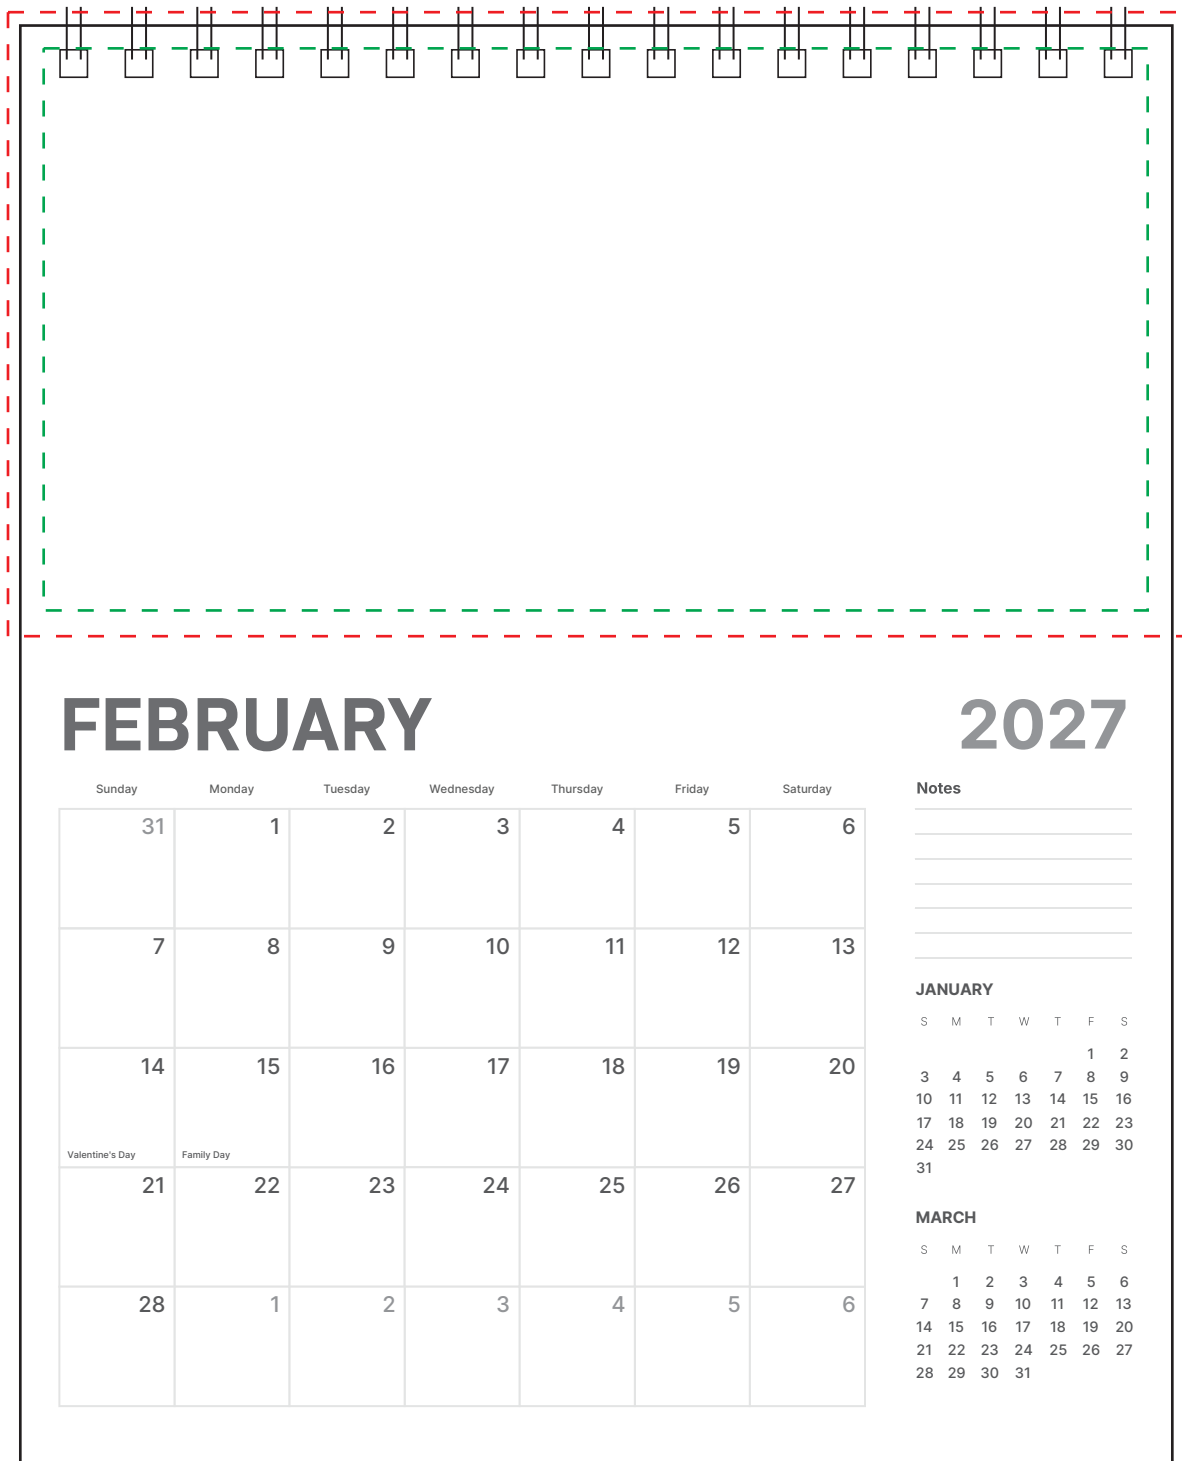 FEBRUARY 2027
Sunday Monday Tuesday Wednesday Thursday Friday Saturday
31 1 2 3 4 5 6
7 8 9 10 11 12 13
14 15 16 17 18 19 20
Valentine's Day Family Day
21 22 23 24 25 26 27
28 1 2 3 4 5 6
Notes
JANUARY
S M T W T F S
1 2
3 4 5 6 7 8 9
10 11 12 13 14 15 16
17 18 19 20 21 22 23
24 25 26 27 28 29 30
31
MARCH
S M T W T F S
1 2 3 4 5 6
7 8 9 10 11 12 13
14 15 16 17 18 19 20
21 22 23 24 25 26 27
28 29 30 31